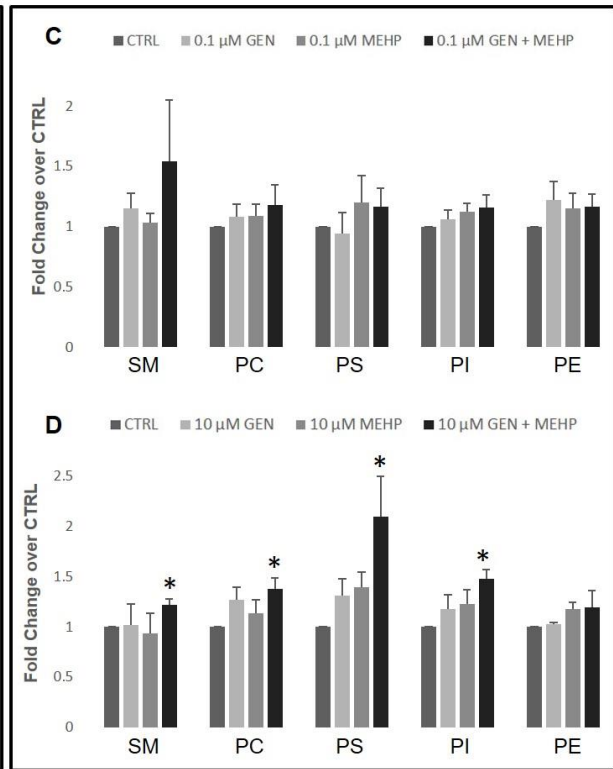 C
CTRL 0.1 µM GEN 0.1 µM MEHP 0.1 µM GEN + MEHP
Fold Change over CTRL
2
1.5
1
0.5
0
SM PC PS PI PE
D
CTRL 10 µM GEN 10 µM MEHP 10 µM GEN + MEHP
Fold Change over CTRL
2.5
2
1.5
1
0.5
0
* * * *
SM PC PS PI PE